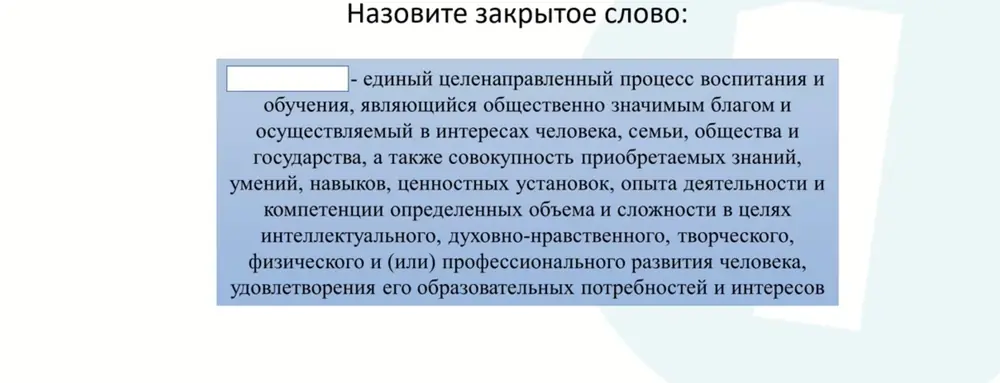 Назовите закрытое слово:
- единый целенаправленный процесс воспитания и
обучения, являющийся общественно значимым благом и
осуществляемый в интересах человека, семьи, общества и
государства, а также совокупность приобретаемых знаний,
умений, навыков, ценностных установок, опыта деятельности и
компетенции определенных объема и сложности в целях
интеллектуального, духовно-нравственного, творческого,
физического и (или) профессионального развития человека,
удовлетворения его образовательных потребностей и интересов